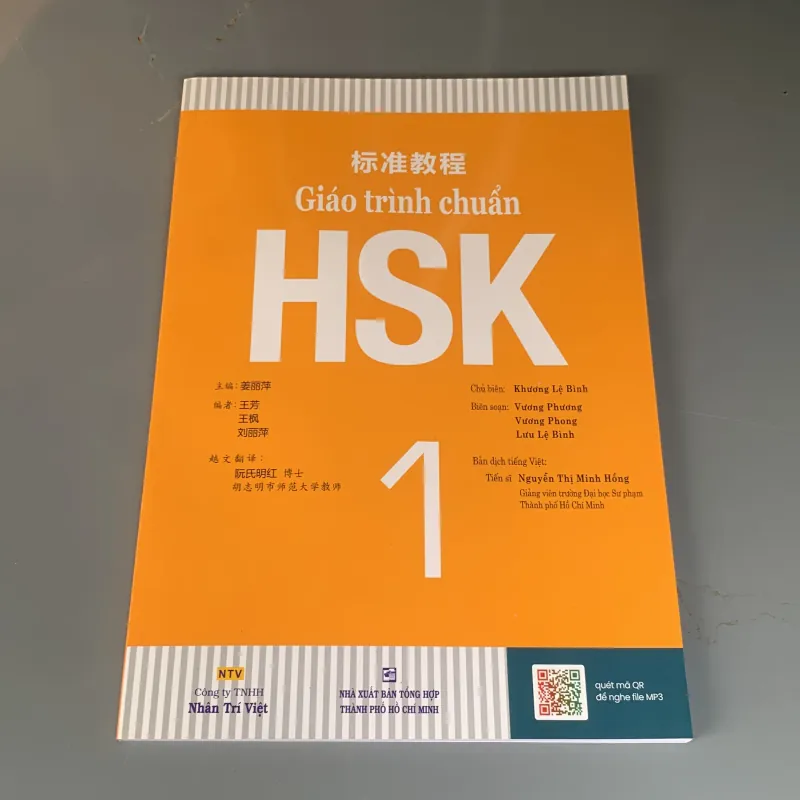 标准教程
Giáo trình chuẩn
HSK
1
主编: 姜丽萍
编者: 王芳
王枫
刘丽萍
越文翻译:
阮氏明红 博士
胡志明市师范大学教师
Chủ biên: Khương Lệ Bình
Biên soạn: Vương Phương
Vương Phong
Lưu Lệ Bình
Bản dịch tiếng Việt:
Tiến sĩ Nguyễn Thị Minh Hồng
Giảng viên trường Đại học Sư phạm
Thành phố Hồ Chí Minh
NTV
Công ty TNHH
Nhân Trí Việt
NHÀ XUẤT BẢN TỔNG HỢP
THÀNH PHỐ HỒ CHÍ MINH
quét mã QR
để nghe file MP3